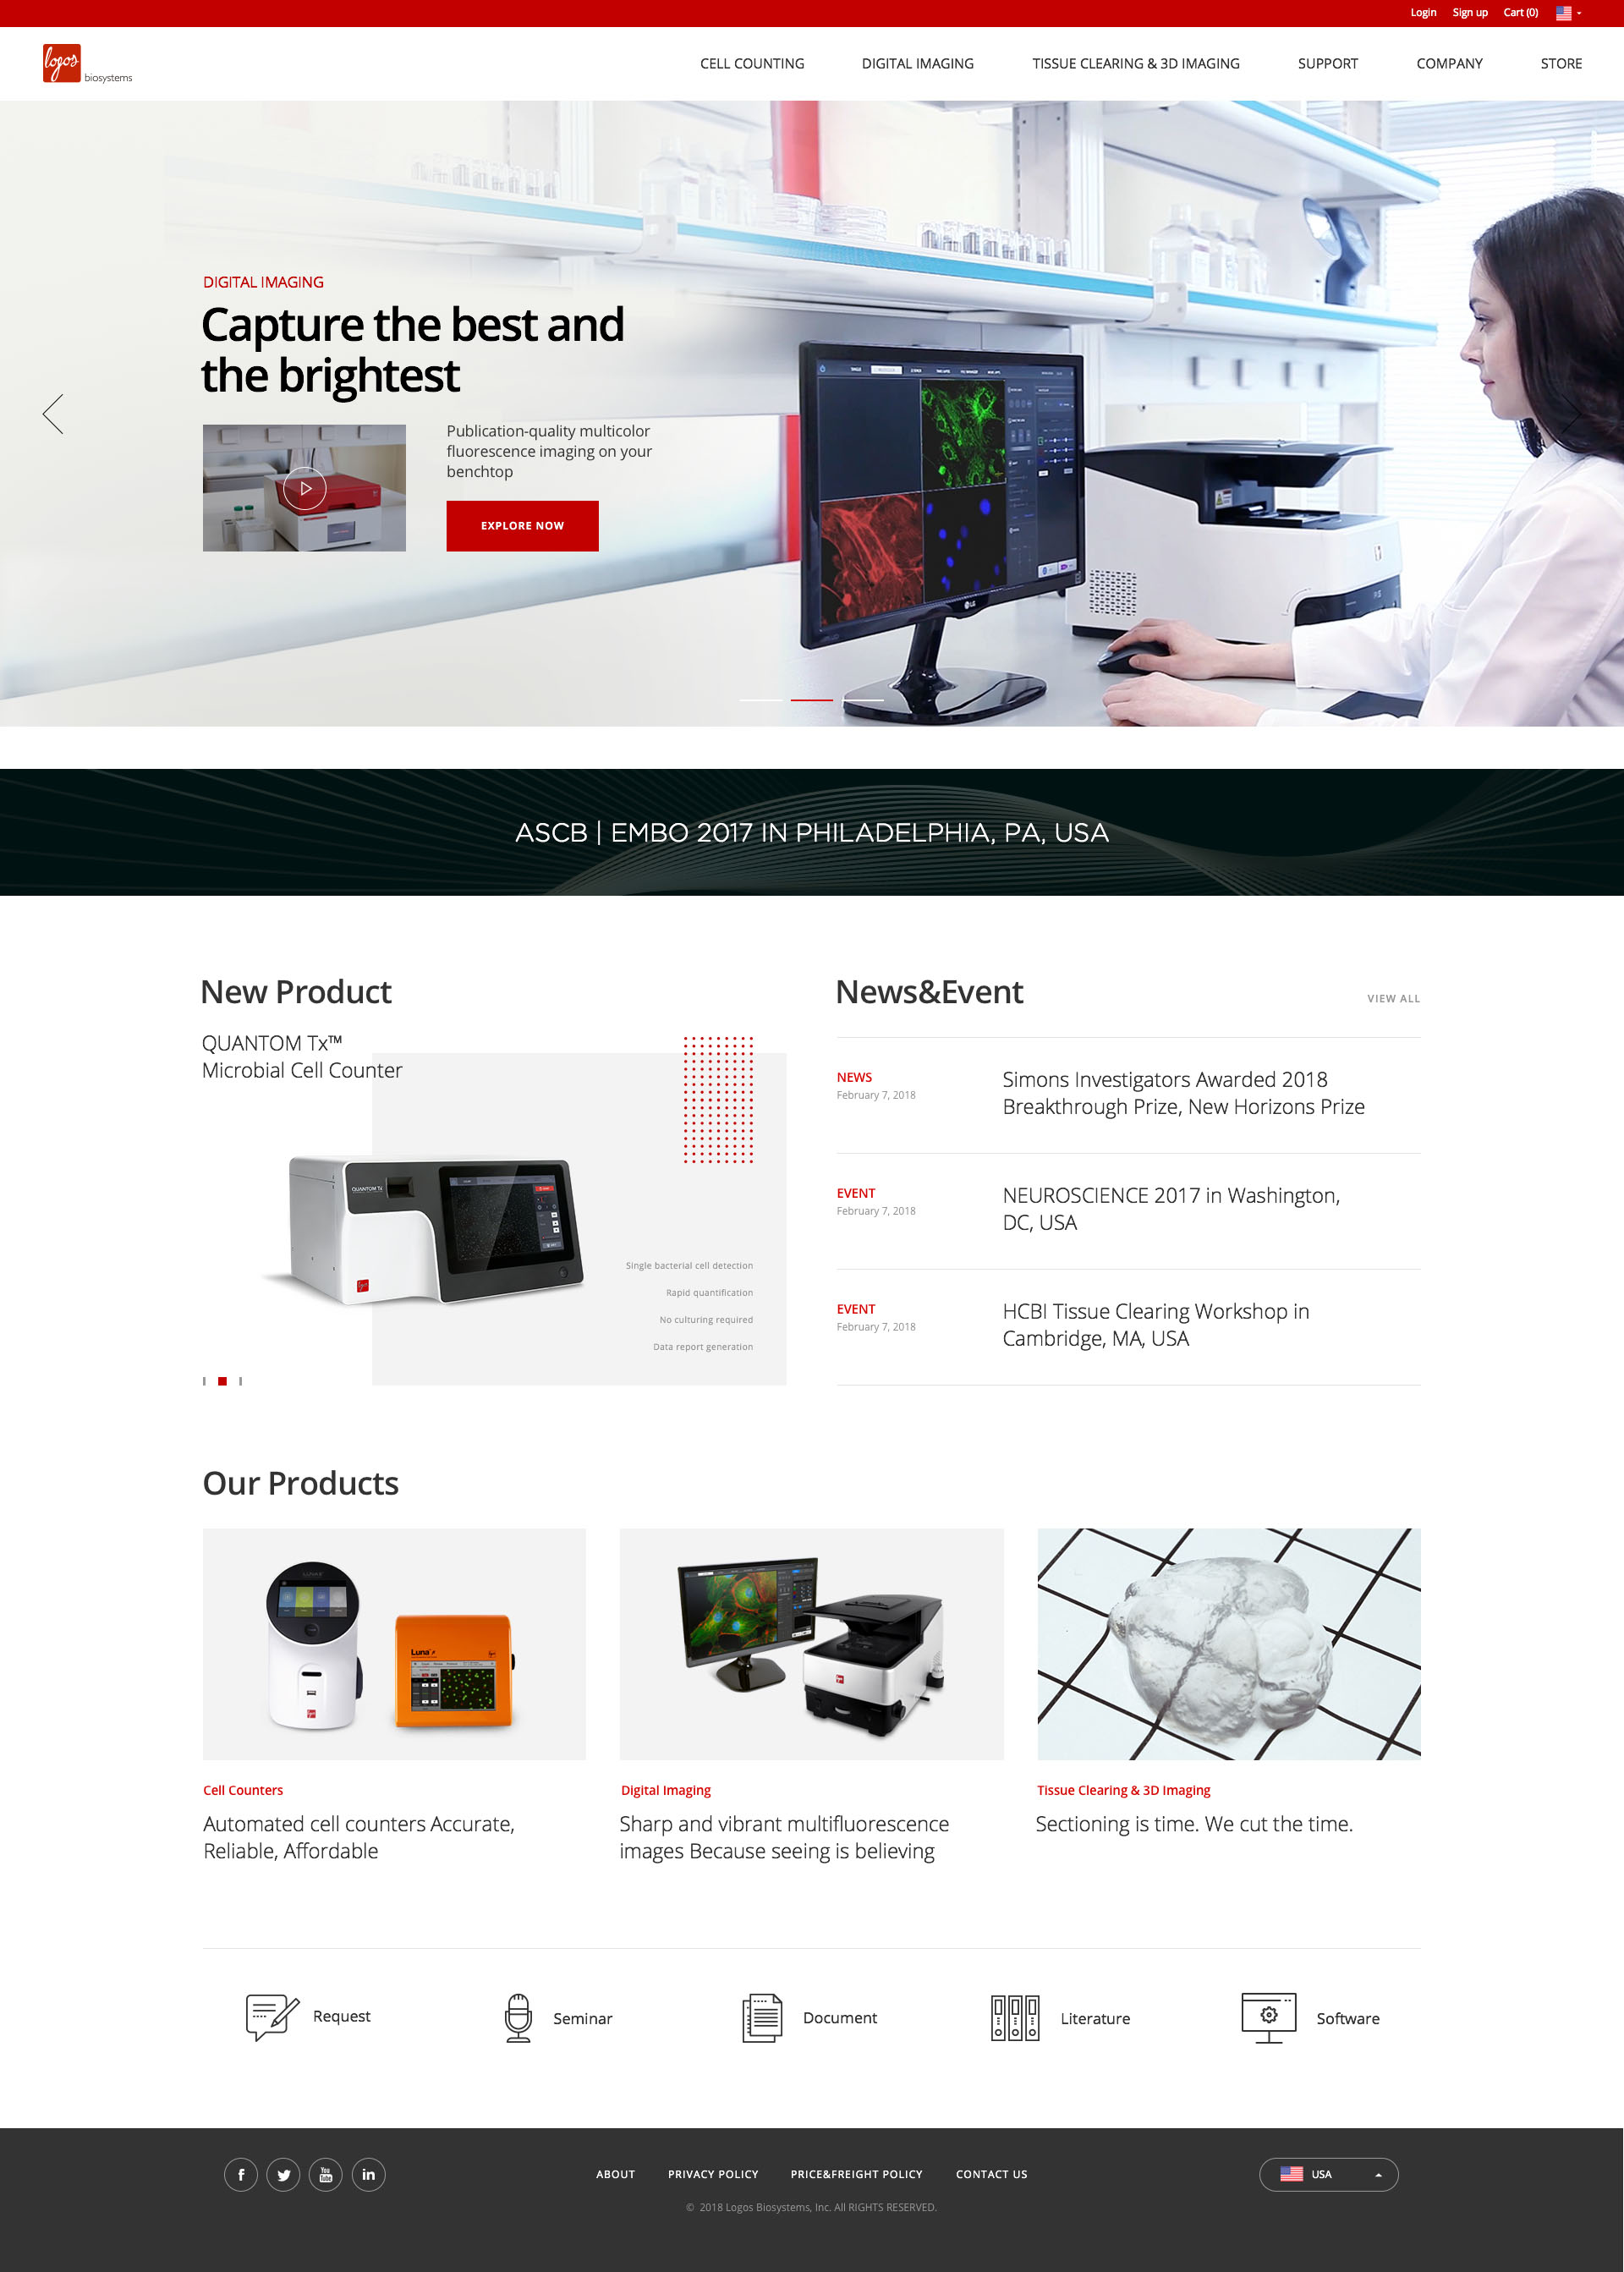 Login Sign up Cart (0)
logos
biosystems
CELL COUNTING DIGITAL IMAGING TISSUE CLEARING & 3D IMAGING SUPPORT COMPANY STORE
DIGITAL IMAGING
Capture the best and
the brightest
Publication-quality multicolor
fluorescence imaging on your
benchtop
EXPLORE NOW
LG
ASCB | EMBO 2017 IN PHILADELPHIA, PA, USA
New Product
QUANTOM Tx™
Microbial Cell Counter
QUANTOM Tx
Single bacterial cell detection
Rapid quantification
No culturing required
Data report generation
News&Event
VIEW ALL
NEWS
February 7, 2018
Simons Investigators Awarded 2018
Breakthrough Prize, New Horizons Prize
EVENT
February 7, 2018
NEUROSCIENCE 2017 in Washington,
DC, USA
EVENT
February 7, 2018
HCBI Tissue Clearing Workshop in
Cambridge, MA, USA
Our Products
Luna
Cell Counters
Automated cell counters Accurate,
Reliable, Affordable
Digital Imaging
Sharp and vibrant multifluorescence
images Because seeing is believing
Tissue Clearing & 3D Imaging
Sectioning is time. We cut the time.
Request
Seminar
Document
Literature
Software
f
You
Tube
in
ABOUT PRIVACY POLICY PRICE&FREIGHT POLICY CONTACT US
USA
© 2018 Logos Biosystems, Inc. All RIGHTS RESERVED.